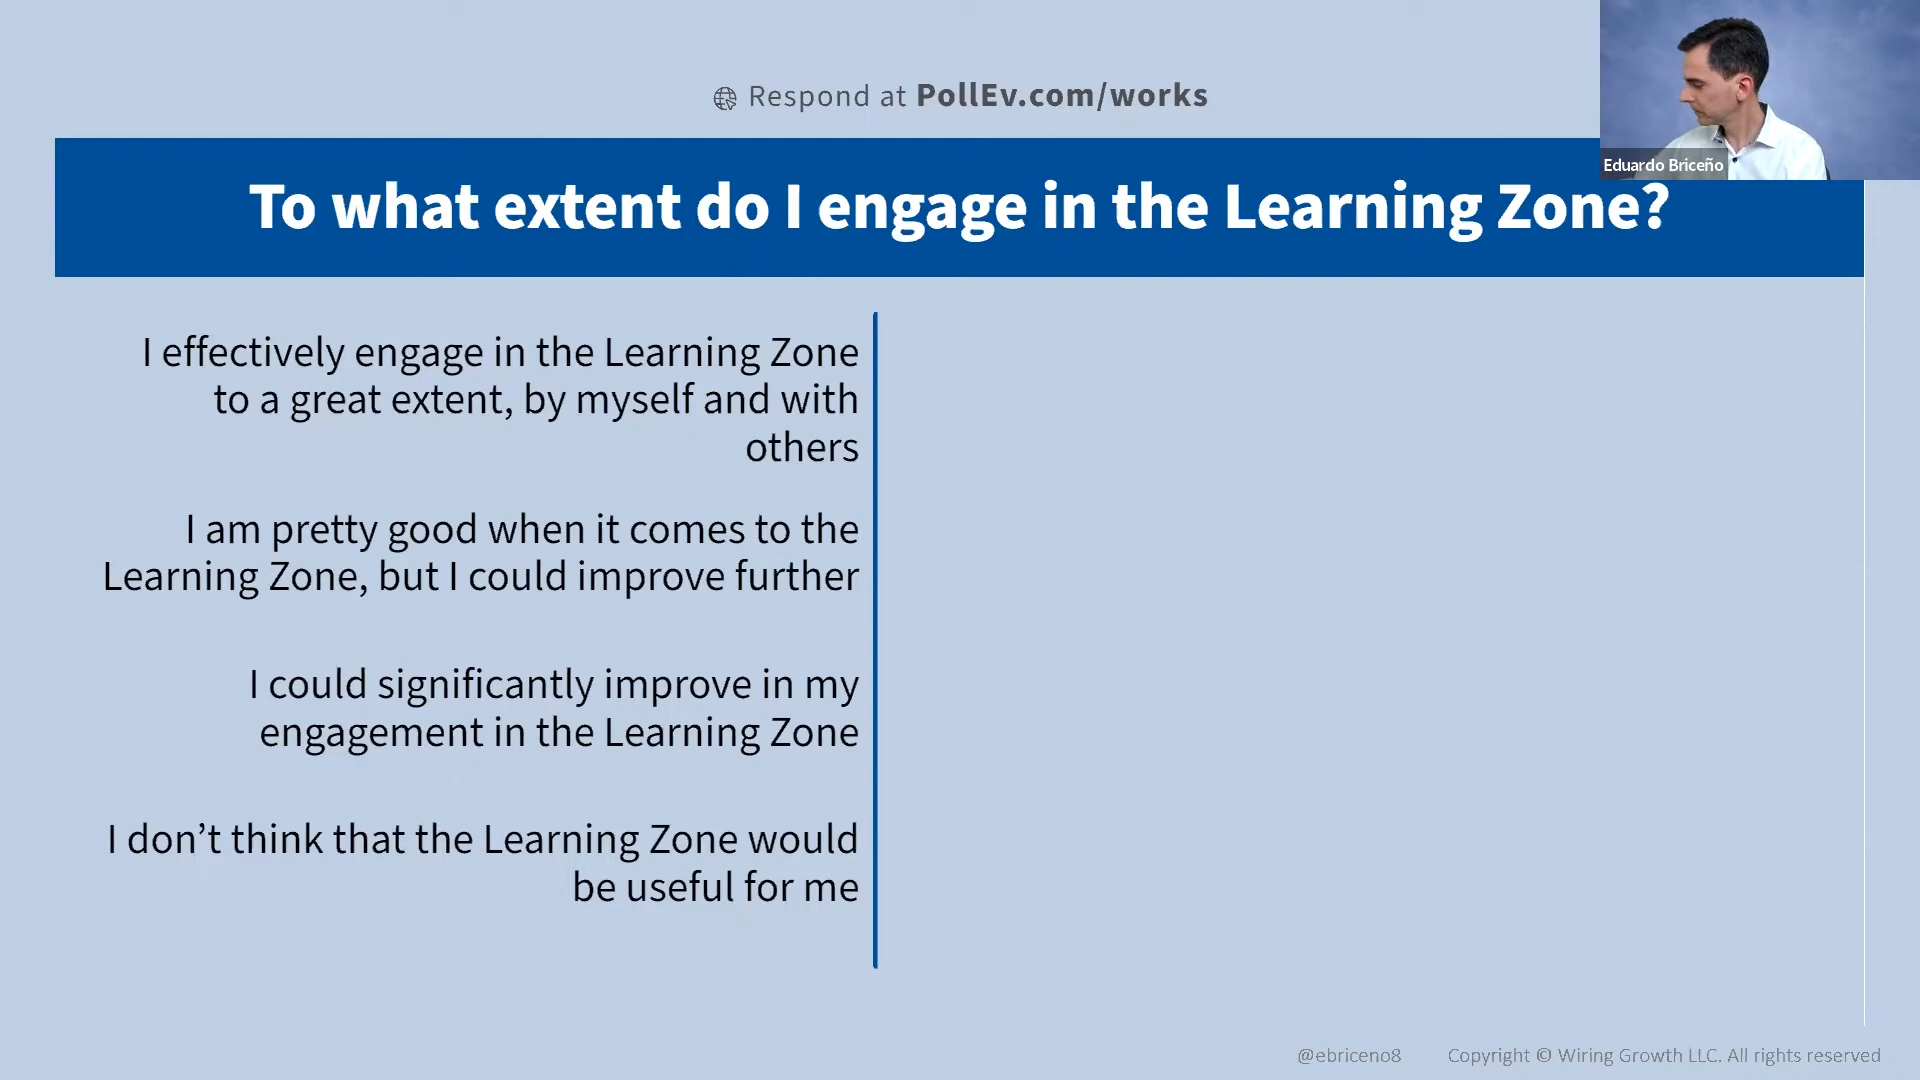 Respond at PollEv.com/works
Eduardo Briceño
To what extent do I engage in the Learning Zone?
I effectively engage in the Learning Zone
to a great extent, by myself and with
others
I am pretty good when it comes to the
Learning Zone, but I could improve further
I could significantly improve in my
engagement in the Learning Zone
I don’t think that the Learning Zone would
be useful for me
@ebriceno8 Copyright © Wiring Growth LLC. All rights reserved